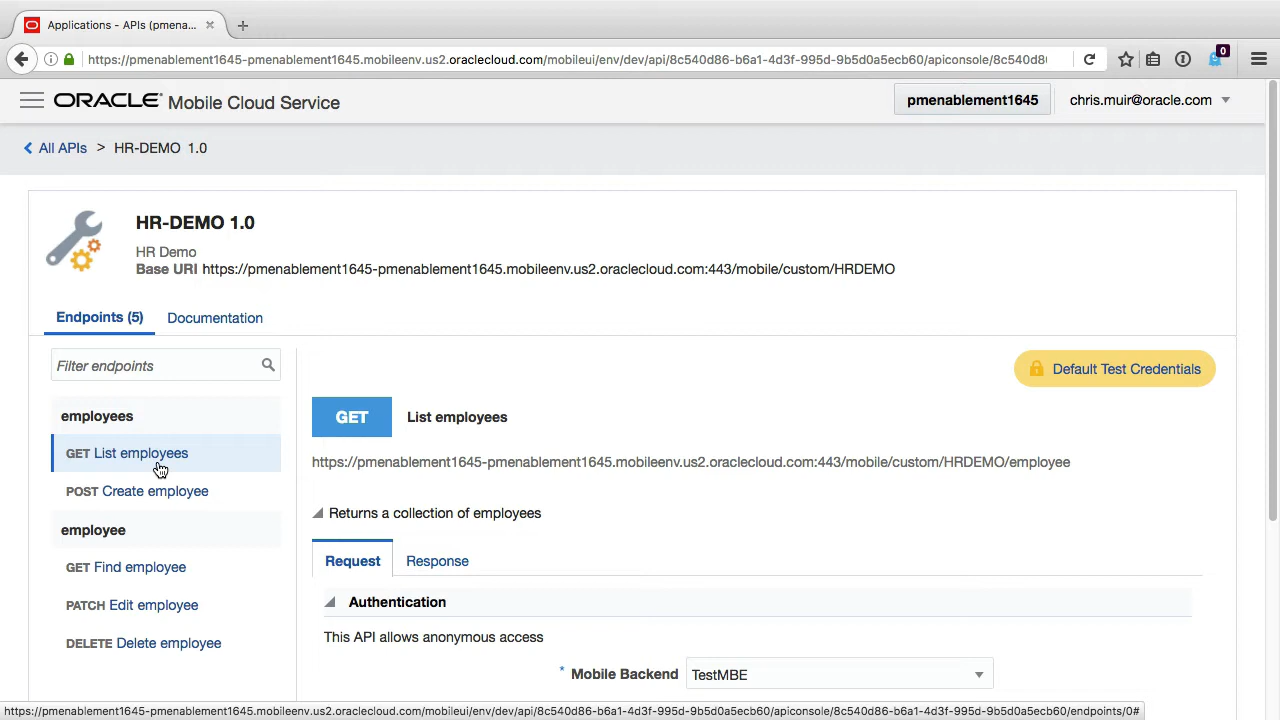 Applications - APIs (pmena...
https://pmenablement1645-pmenablement1645.mobileenv.us2.oraclecloud.com/mobileui/env/dev/api/8c540d86-b6a1-4d3f-995d-9b5d0a5ecb60/apiconsole/8c540d8
0
ORACLE Mobile Cloud Service
pmenablement1645
chris.muir@oracle.com
All APIs > HR-DEMO 1.0
HR-DEMO 1.0
HR Demo
Base URI https://pmenablement1645-pmenablement1645.mobileenv.us2.oraclecloud.com:443/mobile/custom/HRDEMO
Endpoints (5)
Documentation
Filter endpoints
Default Test Credentials
employees
GET List employees
POST Create employee
employee
GET Find employee
PATCH Edit employee
DELETE Delete employee
GET List employees
https://pmenablement1645-pmenablement1645.mobileenv.us2.oraclecloud.com:443/mobile/custom/HRDEMO/employee
Returns a collection of employees
Request
Response
Authentication
This API allows anonymous access
* Mobile Backend TestMBE
https://pmenablement1645-pmenablement1645.mobileenv.us2.oraclecloud.com/mobileui/env/dev/api/8c540d86-b6a1-4d3f-995d-9b5d0a5ecb60/apiconsole/8c540d86-b6a1-4d3f-995d-9b5d0a5ecb60/endpoints/0#